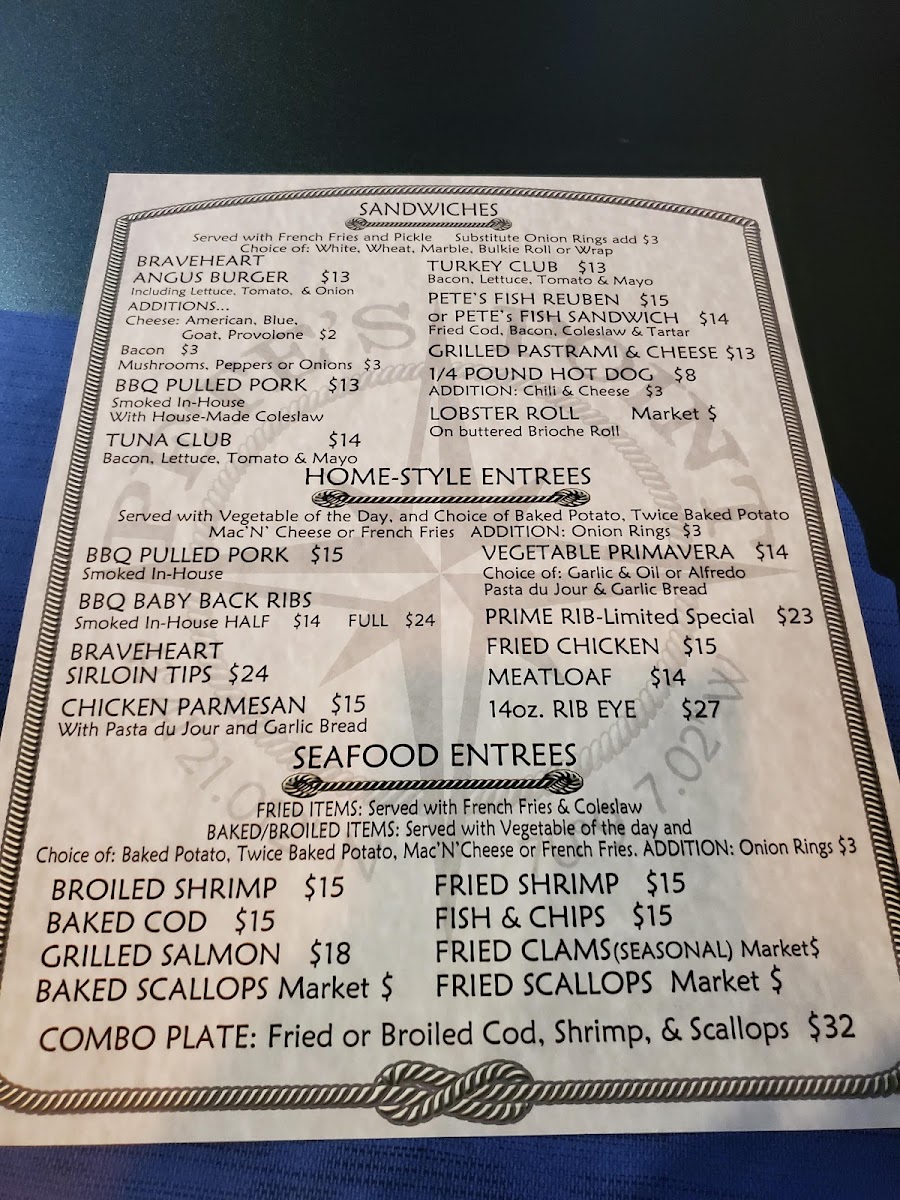 SANDWICHES
Served with French Fries and Pickle Substitute Onion Rings add $3
Choice of: White, Wheat, Marble, Bulkie Roll or Wrap
BRAVEHEART
ANGUS BURGER $13
Including Lettuce, Tomato, & Onion
ADDITIONS...
Cheese: American, Blue,
Goat, Provolone $2
Bacon $3
Mushrooms, Peppers or Onions $3
BBQ PULLED PORK $13
Smoked In-House
With House-Made Coleslaw
TUNA CLUB $14
Bacon, Lettuce, Tomato & Mayo
TURKEY CLUB $13
Bacon, Lettuce, Tomato & Mayo
PETE'S FISH REUBEN $15
or PETE's FISH SANDWICH $14
Fried Cod, Bacon, Coleslaw & Tartar
GRILLED PASTRAMI & CHEESE $13
1/4 POUND HOT DOG $8
ADDITION: Chili & Cheese $3
LOBSTER ROLL Market $
On buttered Brioche Roll
HOME-STYLE ENTREES
Served with Vegetable of the Day, and Choice of Baked Potato, Twice Baked Potato
Mac'N' Cheese or French Fries ADDITION: Onion Rings $3
BBQ PULLED PORK $15
Smoked In-House
BBQ BABY BACK RIBS
Smoked In-House HALF $14 FULL $24
BRAVEHEART
SIRLOIN TIPS $24
CHICKEN PARMESAN $15
With Pasta du Jour and Garlic Bread
VEGETABLE PRIMAVERA $14
Choice of: Garlic & Oil or Alfredo
Pasta du Jour & Garlic Bread
PRIME RIB-Limited Special $23
FRIED CHICKEN $15
MEATLOAF $14
14oz. RIB EYE $27
SEAFOOD ENTREES
FRIED ITEMS: Served with French Fries & Coleslaw
BAKED/BROILED ITEMS: Served with Vegetable of the day and
Choice of: Baked Potato, Twice Baked Potato, Mac'N'Cheese or French Fries. ADDITION: Onion Rings $3
BROILED SHRIMP $15
BAKED COD $15
GRILLED SALMON $18
BAKED SCALLOPS Market $
FRIED SHRIMP $15
FISH & CHIPS $15
FRIED CLAMS(SEASONAL) Market$
FRIED SCALLOPS Market $
COMBO PLATE: Fried or Broiled Cod, Shrimp, & Scallops $32